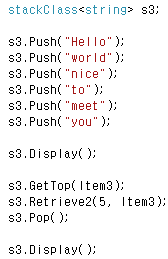 stackClass<string> s3;
s3.Push("Hello");
s3.Push("world");
s3.Push("nice");
s3.Push("to");
s3.Push("meet");
s3.Push("you");
s3.Display();
s3.GetTop(Item3);
s3.Retrieve2(5, Item3);
s3.Pop();
s3.Display();